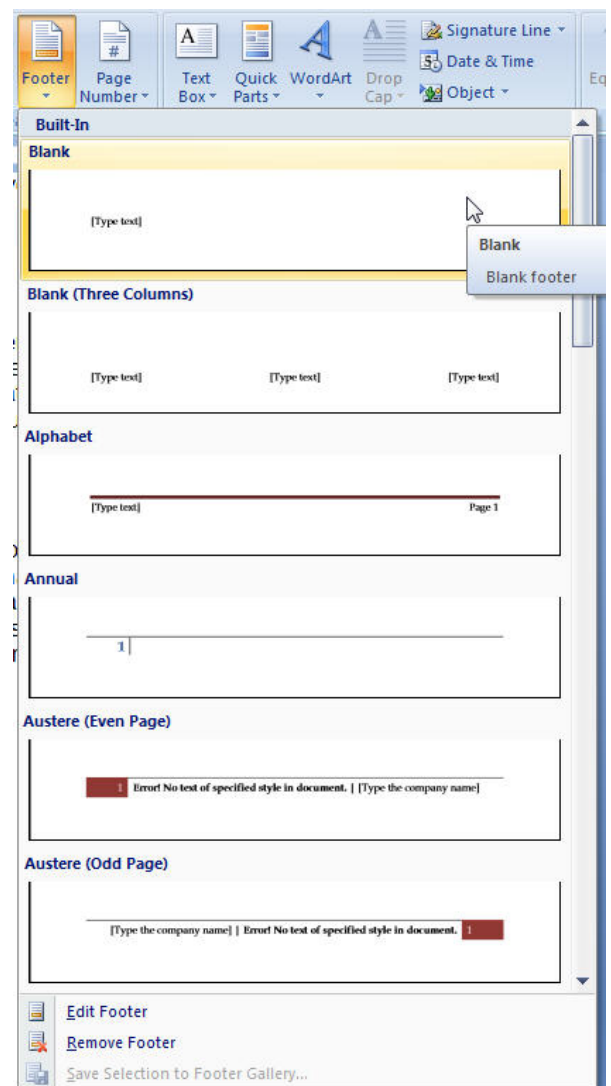 Signature Line
Date & Time
Object
Footer
Page Number
Text Box
Quick Parts
WordArt
Drop Cap
Eq
Built-In
Blank
[Type text]
Blank
Blank footer
Blank (Three Columns)
[Type text] [Type text] [Type text]
Alphabet
[Type text] Page 1
Annual
1
Austere (Even Page)
1 Error! No text of specified style in document. | [Type the company name]
Austere (Odd Page)
[Type the company name] | Error! No text of specified style in document. 1
Edit Footer
Remove Footer
Save Selection to Footer Gallery...